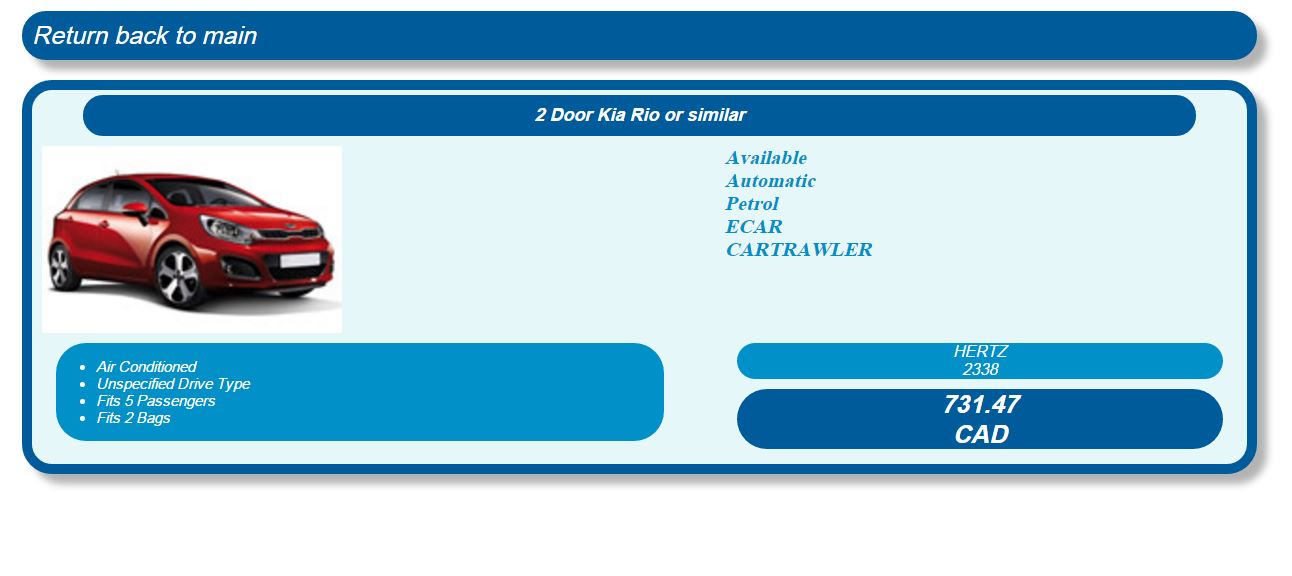 Return back to main
2 Door Kia Rio or similar
Available
Automatic
Petrol
ECAR
CARTRAWLER
Air Conditioned
Unspecified Drive Type
Fits 5 Passengers
Fits 2 Bags
HERTZ
2338
731.47
CAD